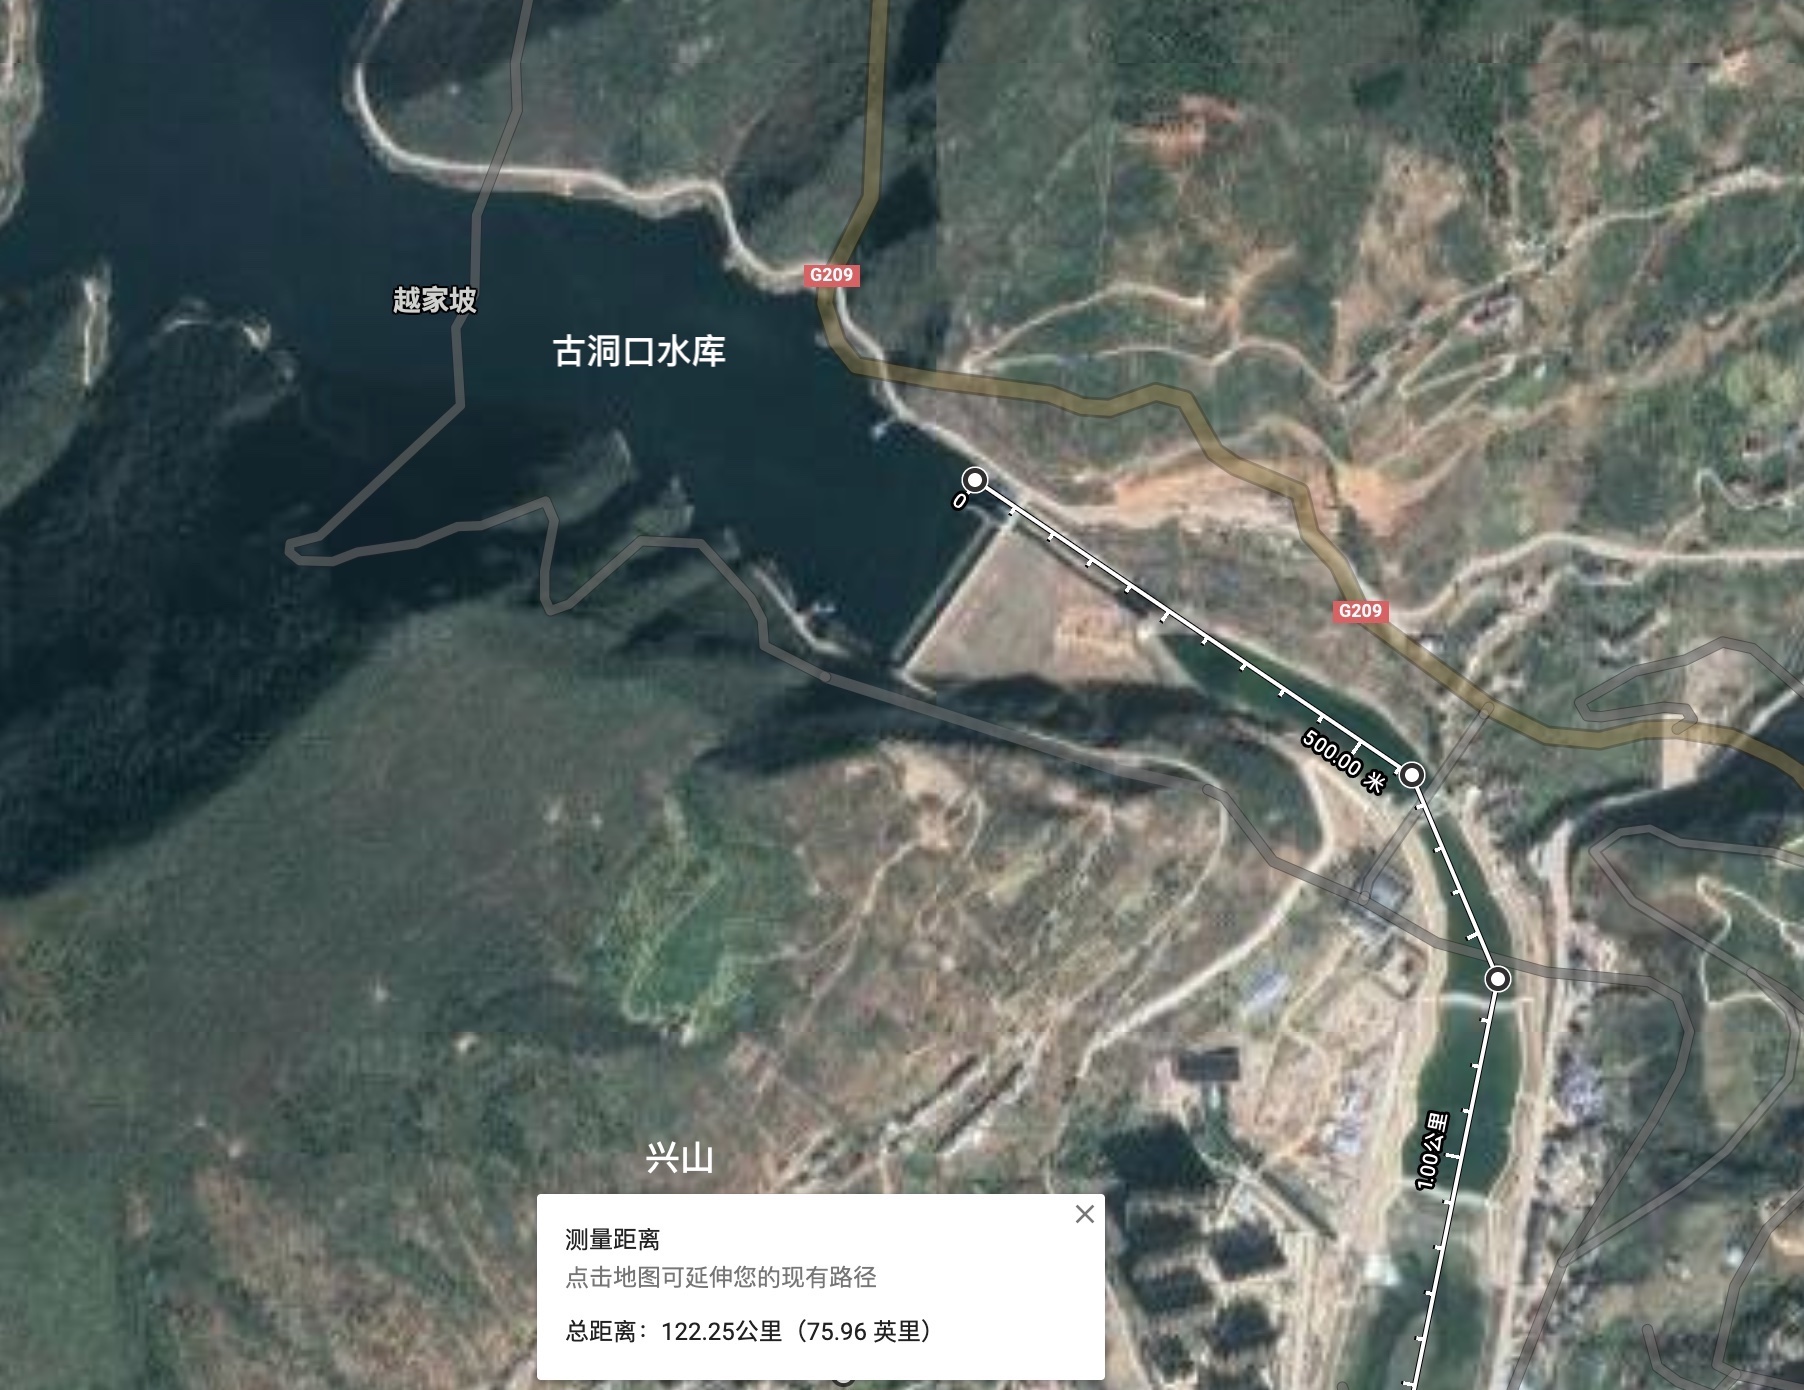 G209
越家坡
古洞口水库
0
G209
500.00 米
1.00公里
兴山
测量距离
点击地图可延伸您的现有路径
总距离：122.25公里（75.96 英里）